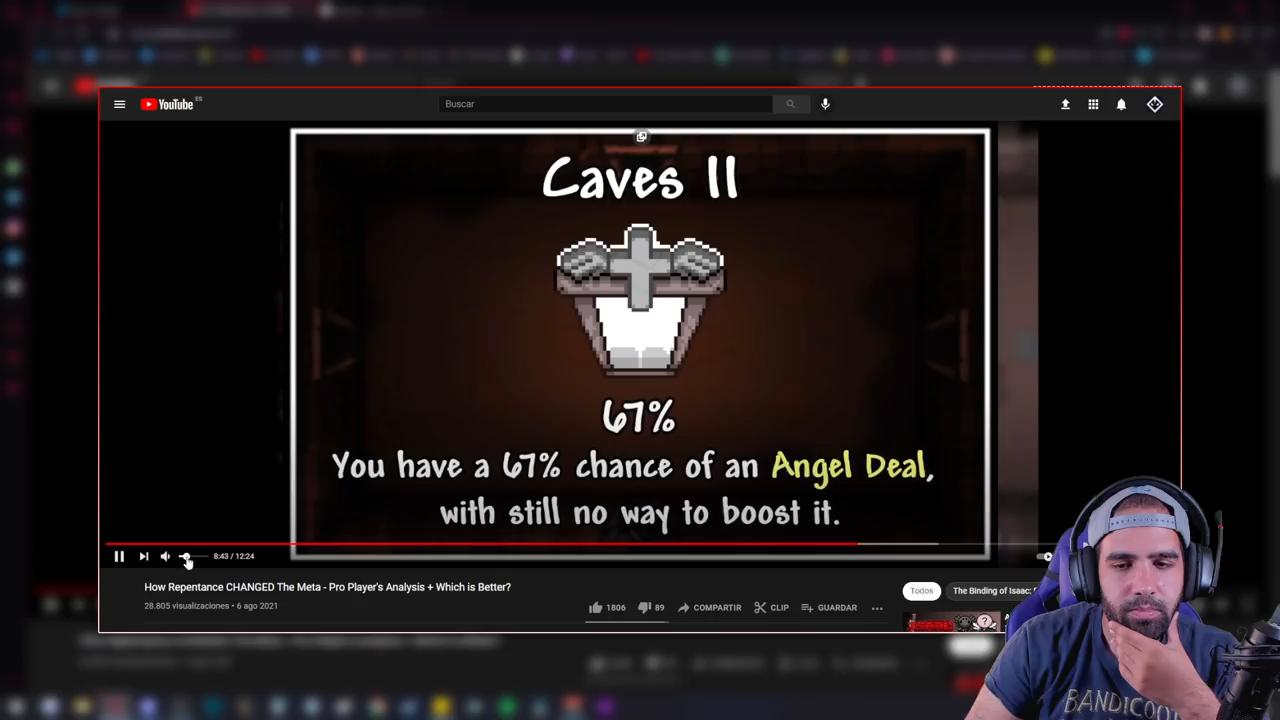 YouTube ES
Buscar
Caves II
67%
You have a 67% chance of an Angel Deal,
with still no way to boost it.
8:43 / 12:24
How Repentance CHANGED The Meta - Pro Player's Analysis + Which is Better?
Todos
The Binding of Isaac:
28.805 visualizaciones • 6 ago 2021
1806
89
COMPARTIR
CLIP
GUARDAR
BANDICOOT